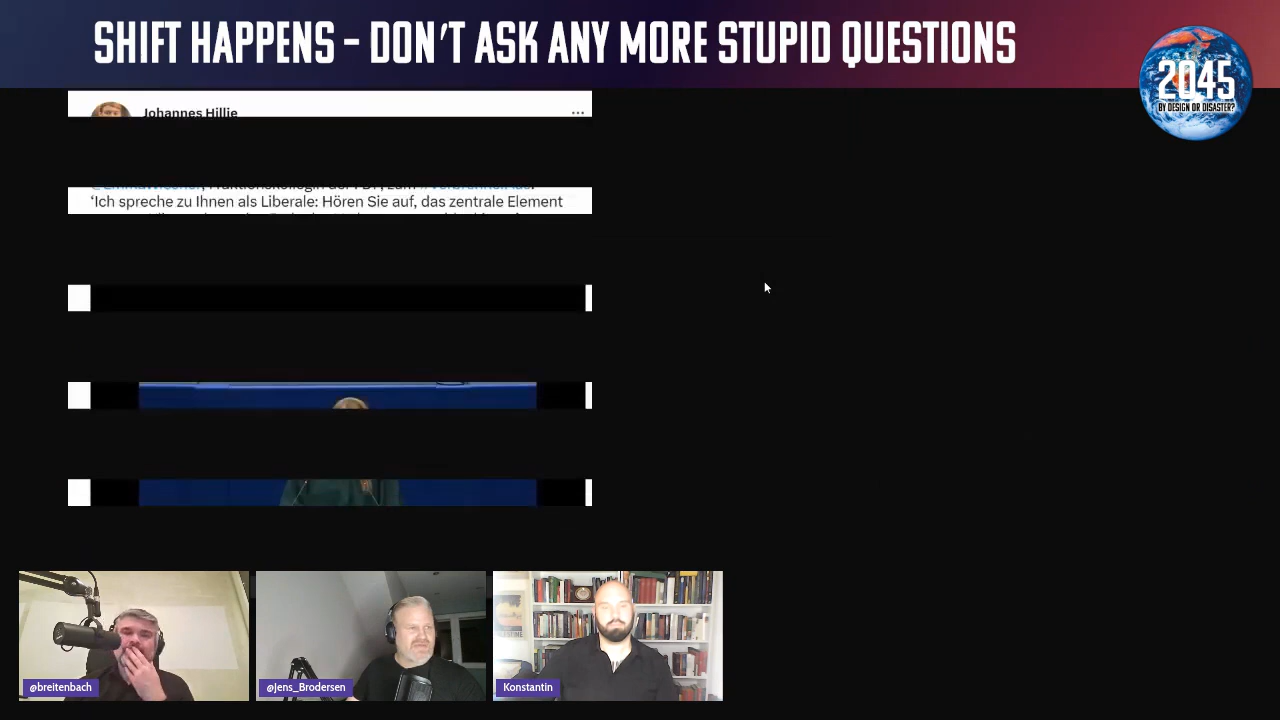 SHIFT HAPPENS - DON'T ASK ANY MORE STUPID QUESTIONS
2045
BY DESIGN OR DISASTER?
Johannes Hillje
‘Ich spreche zu Ihnen als Liberale: Hören Sie auf, das zentrale Element
@breitenbach
@Jens_Brodersen
Konstantin